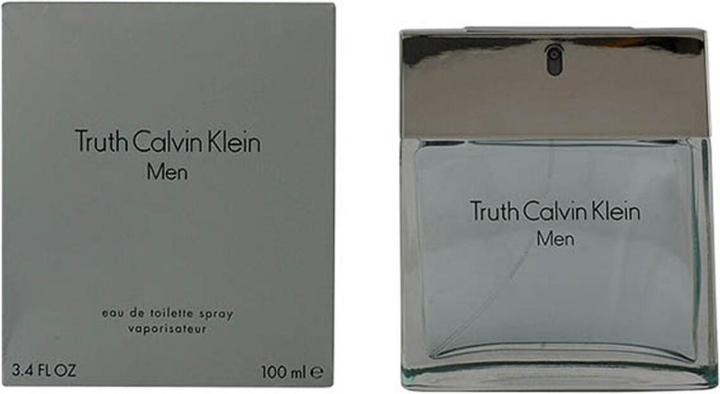 Truth Calvin Klein
Men
eau de toilette spray
vaporisateur
3.4 FL OZ 100 ml ℮
Truth Calvin Klein
Men